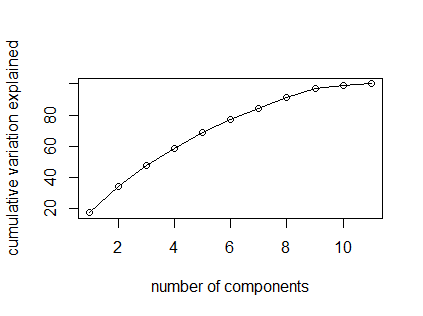 cumulative variation explained
80
60
40
20
2 4 6 8 10
number of components